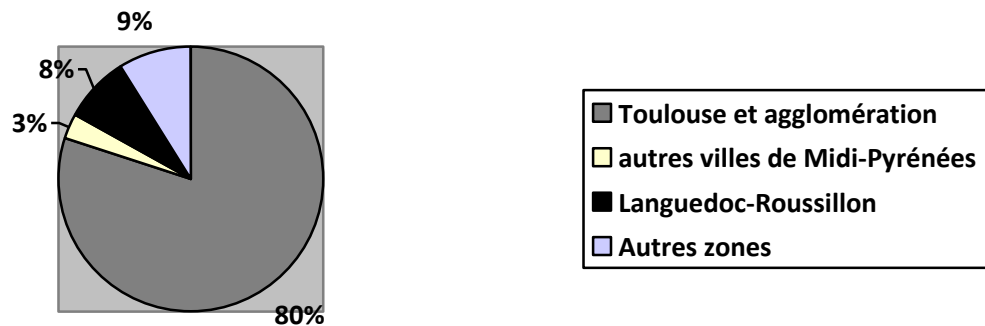 9%
8%
3%
80%
Toulouse et agglomération
autres villes de Midi-Pyrénées
Languedoc-Roussillon
Autres zones